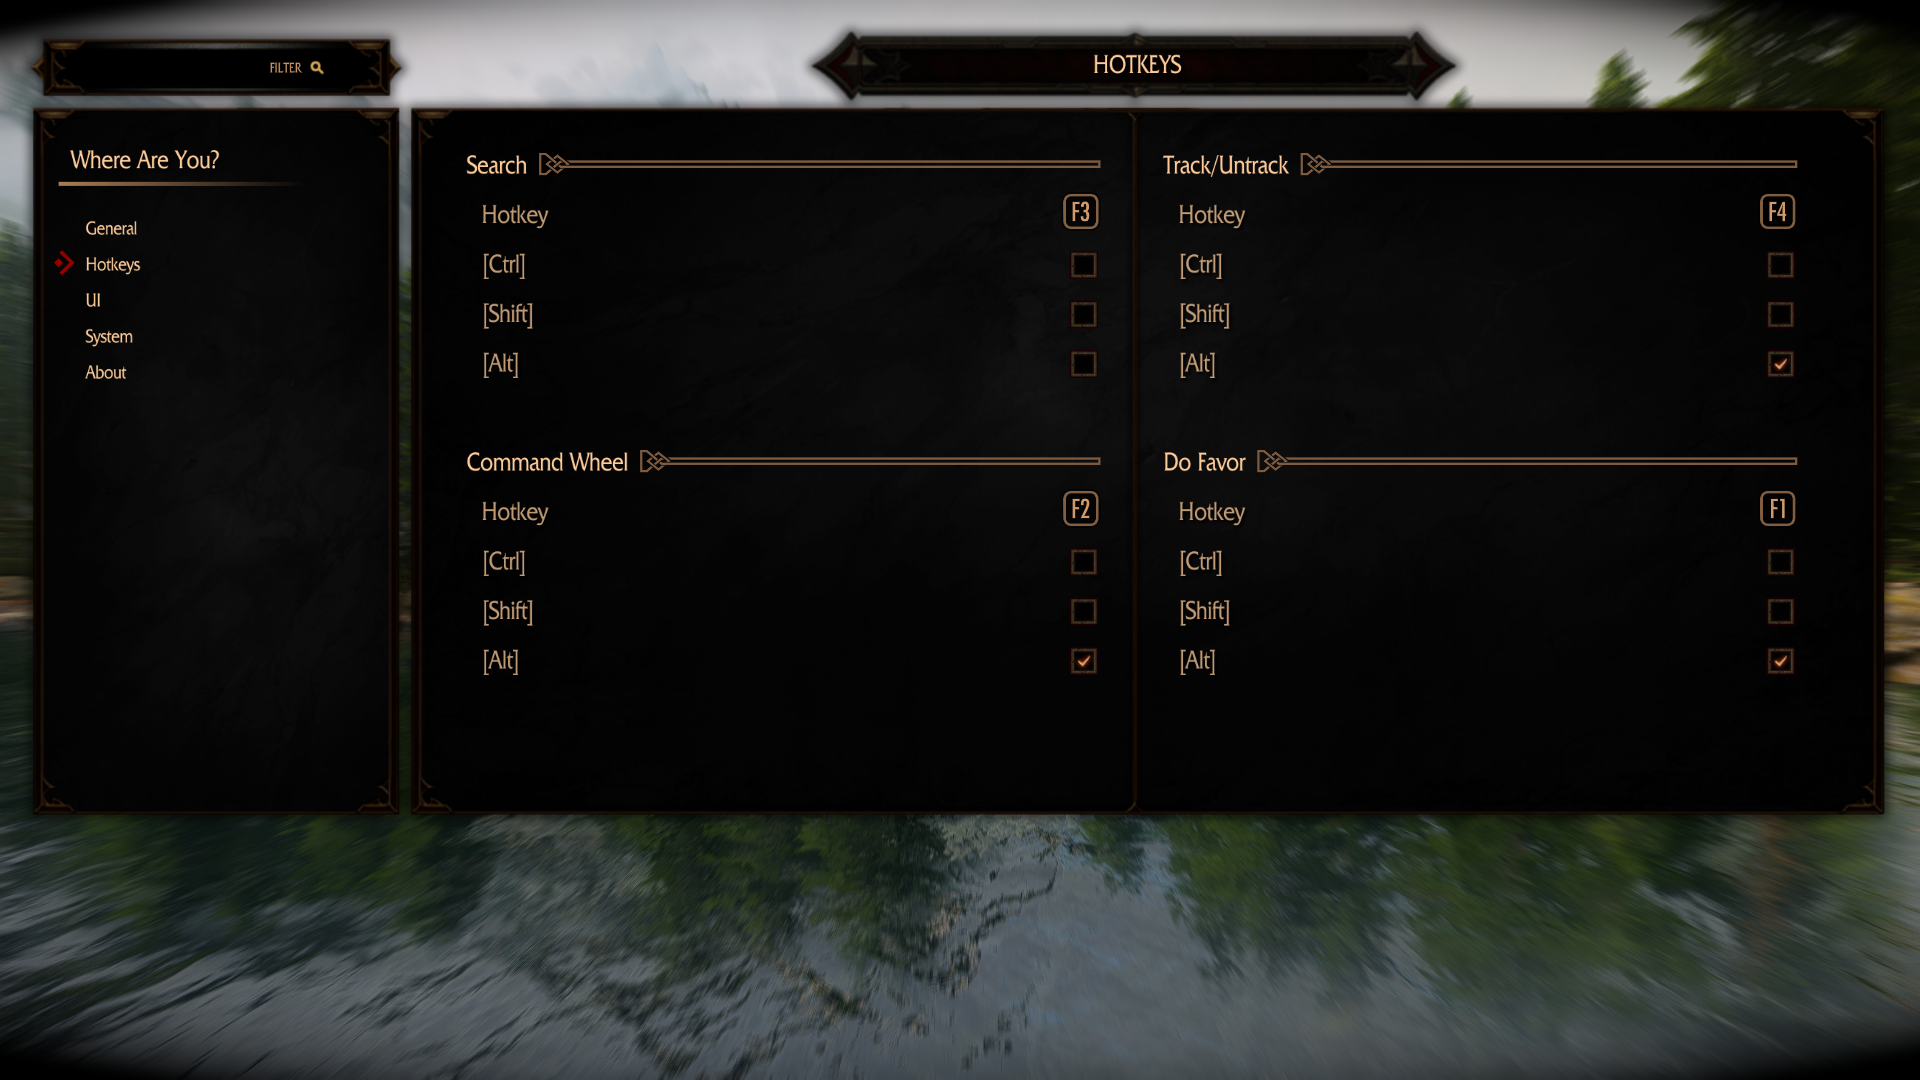 FILTER
HOTKEYS
Where Are You?
General
Hotkeys
UI
System
About
Search
Hotkey F3
[Ctrl]
[Shift]
[Alt]
Track/Untrack
Hotkey F4
[Ctrl]
[Shift]
[Alt]
Command Wheel
Hotkey F2
[Ctrl]
[Shift]
[Alt]
Do Favor
Hotkey F1
[Ctrl]
[Shift]
[Alt]